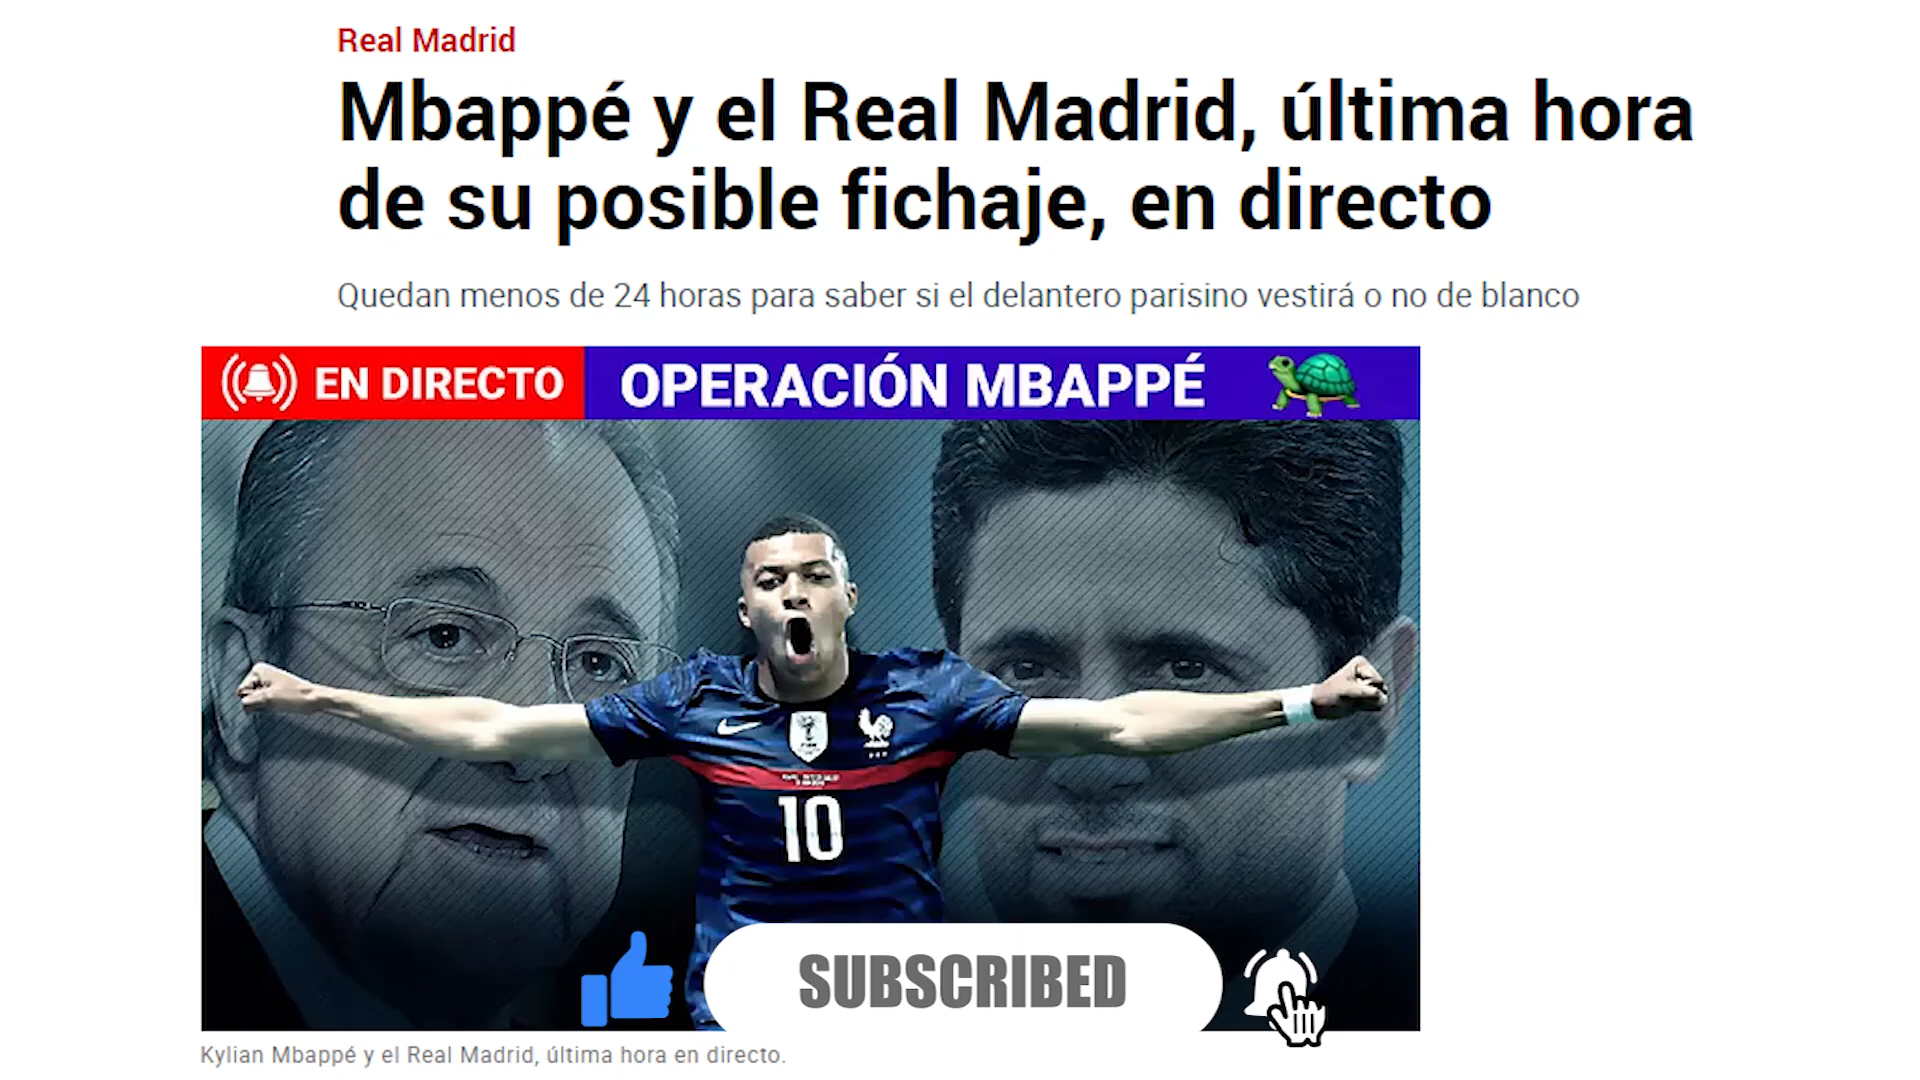 Real Madrid
Mbappé y el Real Madrid, última hora
de su posible fichaje, en directo
Quedan menos de 24 horas para saber si el delantero parisino vestirá o no de blanco
EN DIRECTO
OPERACIÓN MBAPPÉ
10
SUBSCRIBED
Kylian Mbappé y el Real Madrid, última hora en directo.